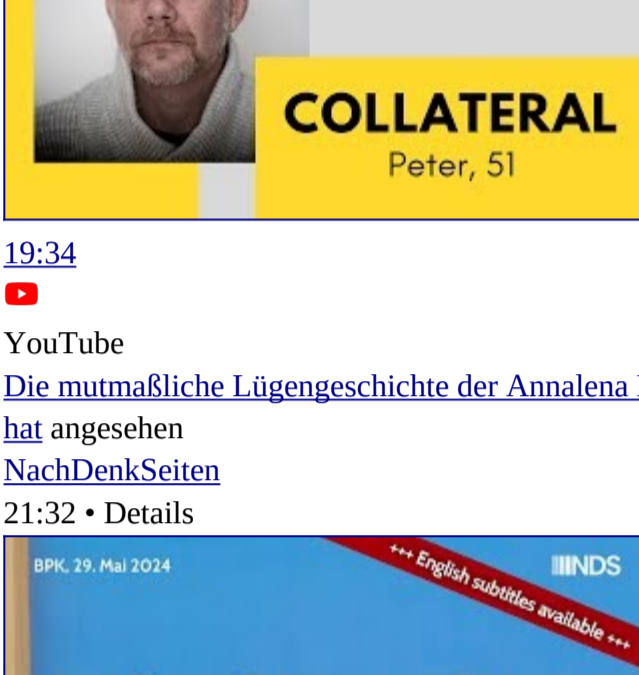 COLLATERAL
Peter, 51
19:34
YouTube
Die mutmaßliche Lügengeschichte der Annalena
hat angesehen
NachDenkSeiten
21:32 • Details
BPK, 29. Mai 2024
+++ English subtitles available +++
NDS